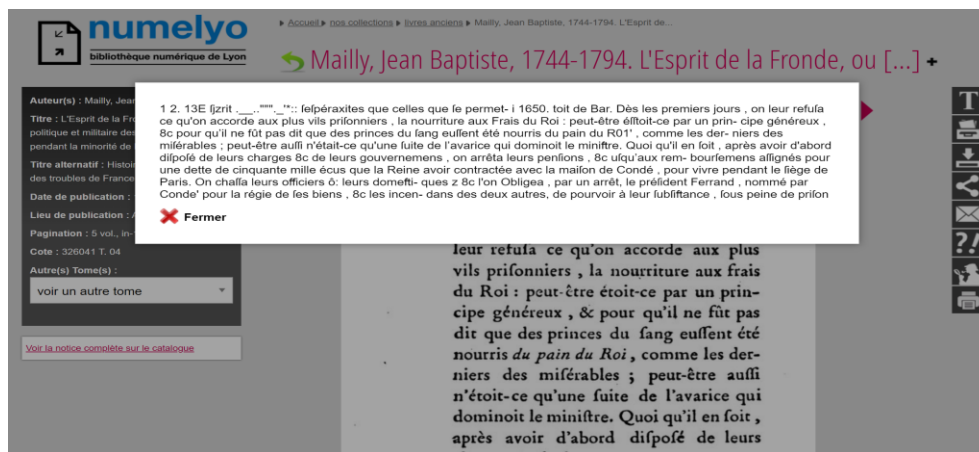 numelyo
bibliothèque numérique de Lyon
Accueil ▸ nos collections ▸ livres anciens ▸ Mailly, Jean Baptiste, 1744-1794. L'Esprit de...
Mailly, Jean Baptiste, 1744-1794. L'Esprit de la Fronde, ou [...] +
Auteur(s) : Mailly, Jean
Titre : L'Esprit de la Fro
politique et militaire des
pendant la minorité de
Titre alternatif : Histoir
des troubles de France
Date de publication :
Lieu de publication : A
Pagination : 5 vol., in-
Cote : 326041 T. 04
Autre(s) Tome(s) :
voir un autre tome
Voir la notice complète sur le catalogue
1 2. 13E ſjzrit .__..""""._'*:: ſeſpéraxites que celles que ſe permet- i 1650. toit de Bar. Dès les premiers jours , on leur refuſa
ce qu'on accorde aux plus vils priſonniers , la nourriture aux Frais du Roi : peut-être éſtoit-ce par un prin- cipe généreux ,
8c pour qu'il ne fût pas dit que des princes du ſang euſſent été nourris du pain du R01' , comme les der- niers des
miſérables ; peut-être auſſi n'était-ce qu'une ſuite de l'avarice qui dominoit le miniſtre. Quoi qu'il en ſoit , après avoir d'abord
diſpoſé de leurs charges 8c de leurs gouvernemens , on arrêta leurs penſions , 8c uſqu'aux rem- bourſemens aſſignés pour
une dette de cinquante mille écus que la Reine avoir contractée avec la maiſon de Condé , pour vivre pendant le ſiège de
Paris. On chaſſa leurs officiers ô: leurs domeſti- ques z 8c l'on Obligea , par un arrêt, le préſident Ferrand , nommé par
Conde' pour la régie de ſes biens , 8c les incen- dans des deux autres, de pourvoir à leur ſubſiſtance , ſous peine de priſon
Fermer
leur refuſa ce qu'on accorde aux plus
vils priſonniers , la nourriture aux frais
du Roi : peut-être étoit-ce par un prin-
cipe généreux , & pour qu'il ne fût pas
dit que des princes du ſang euſſent été
nourris du pain du Roi , comme les der-
niers des miſérables ; peut-être auſſi
n'étoit-ce qu'une ſuite de l'avarice qui
dominoit le miniſtre. Quoi qu'il en ſoit ,
après avoir d'abord diſpoſé de leurs
T
?!